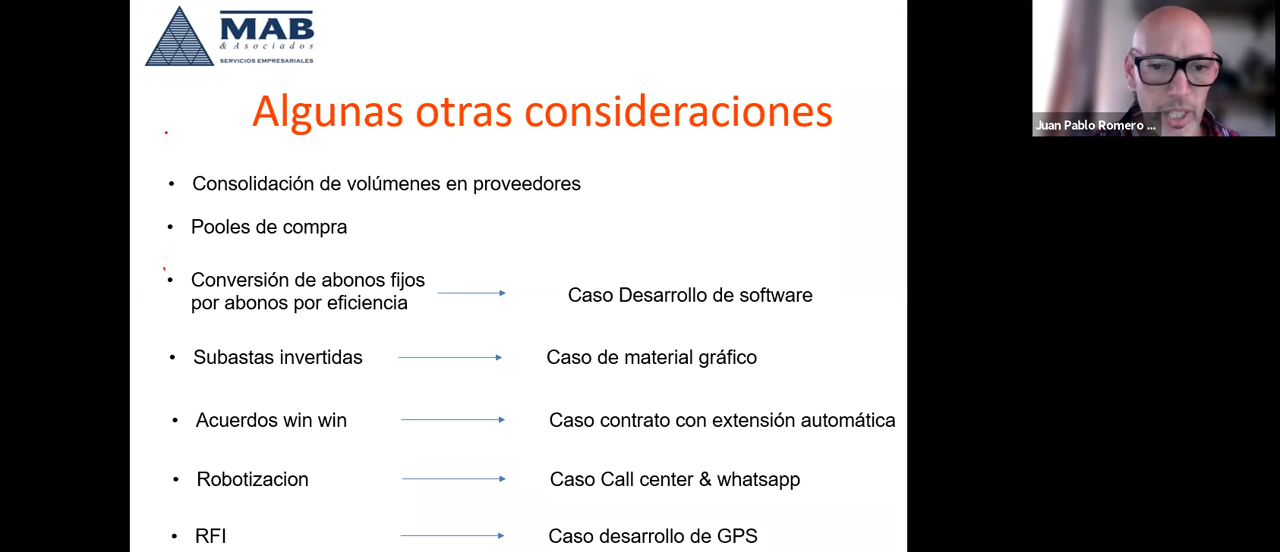 MAB
& Asociados
SERVICIOS EMPRESARIALES
Algunas otras consideraciones
• Consolidación de volúmenes en proveedores
• Pooles de compra
• Conversión de abonos fijos
por abonos por eficiencia
Caso Desarrollo de software
• Subastas invertidas
Caso de material gráfico
• Acuerdos win win
Caso contrato con extensión automática
• Robotizacion
Caso Call center & whatsapp
• RFI
Caso desarrollo de GPS
Juan Pablo Romero ...